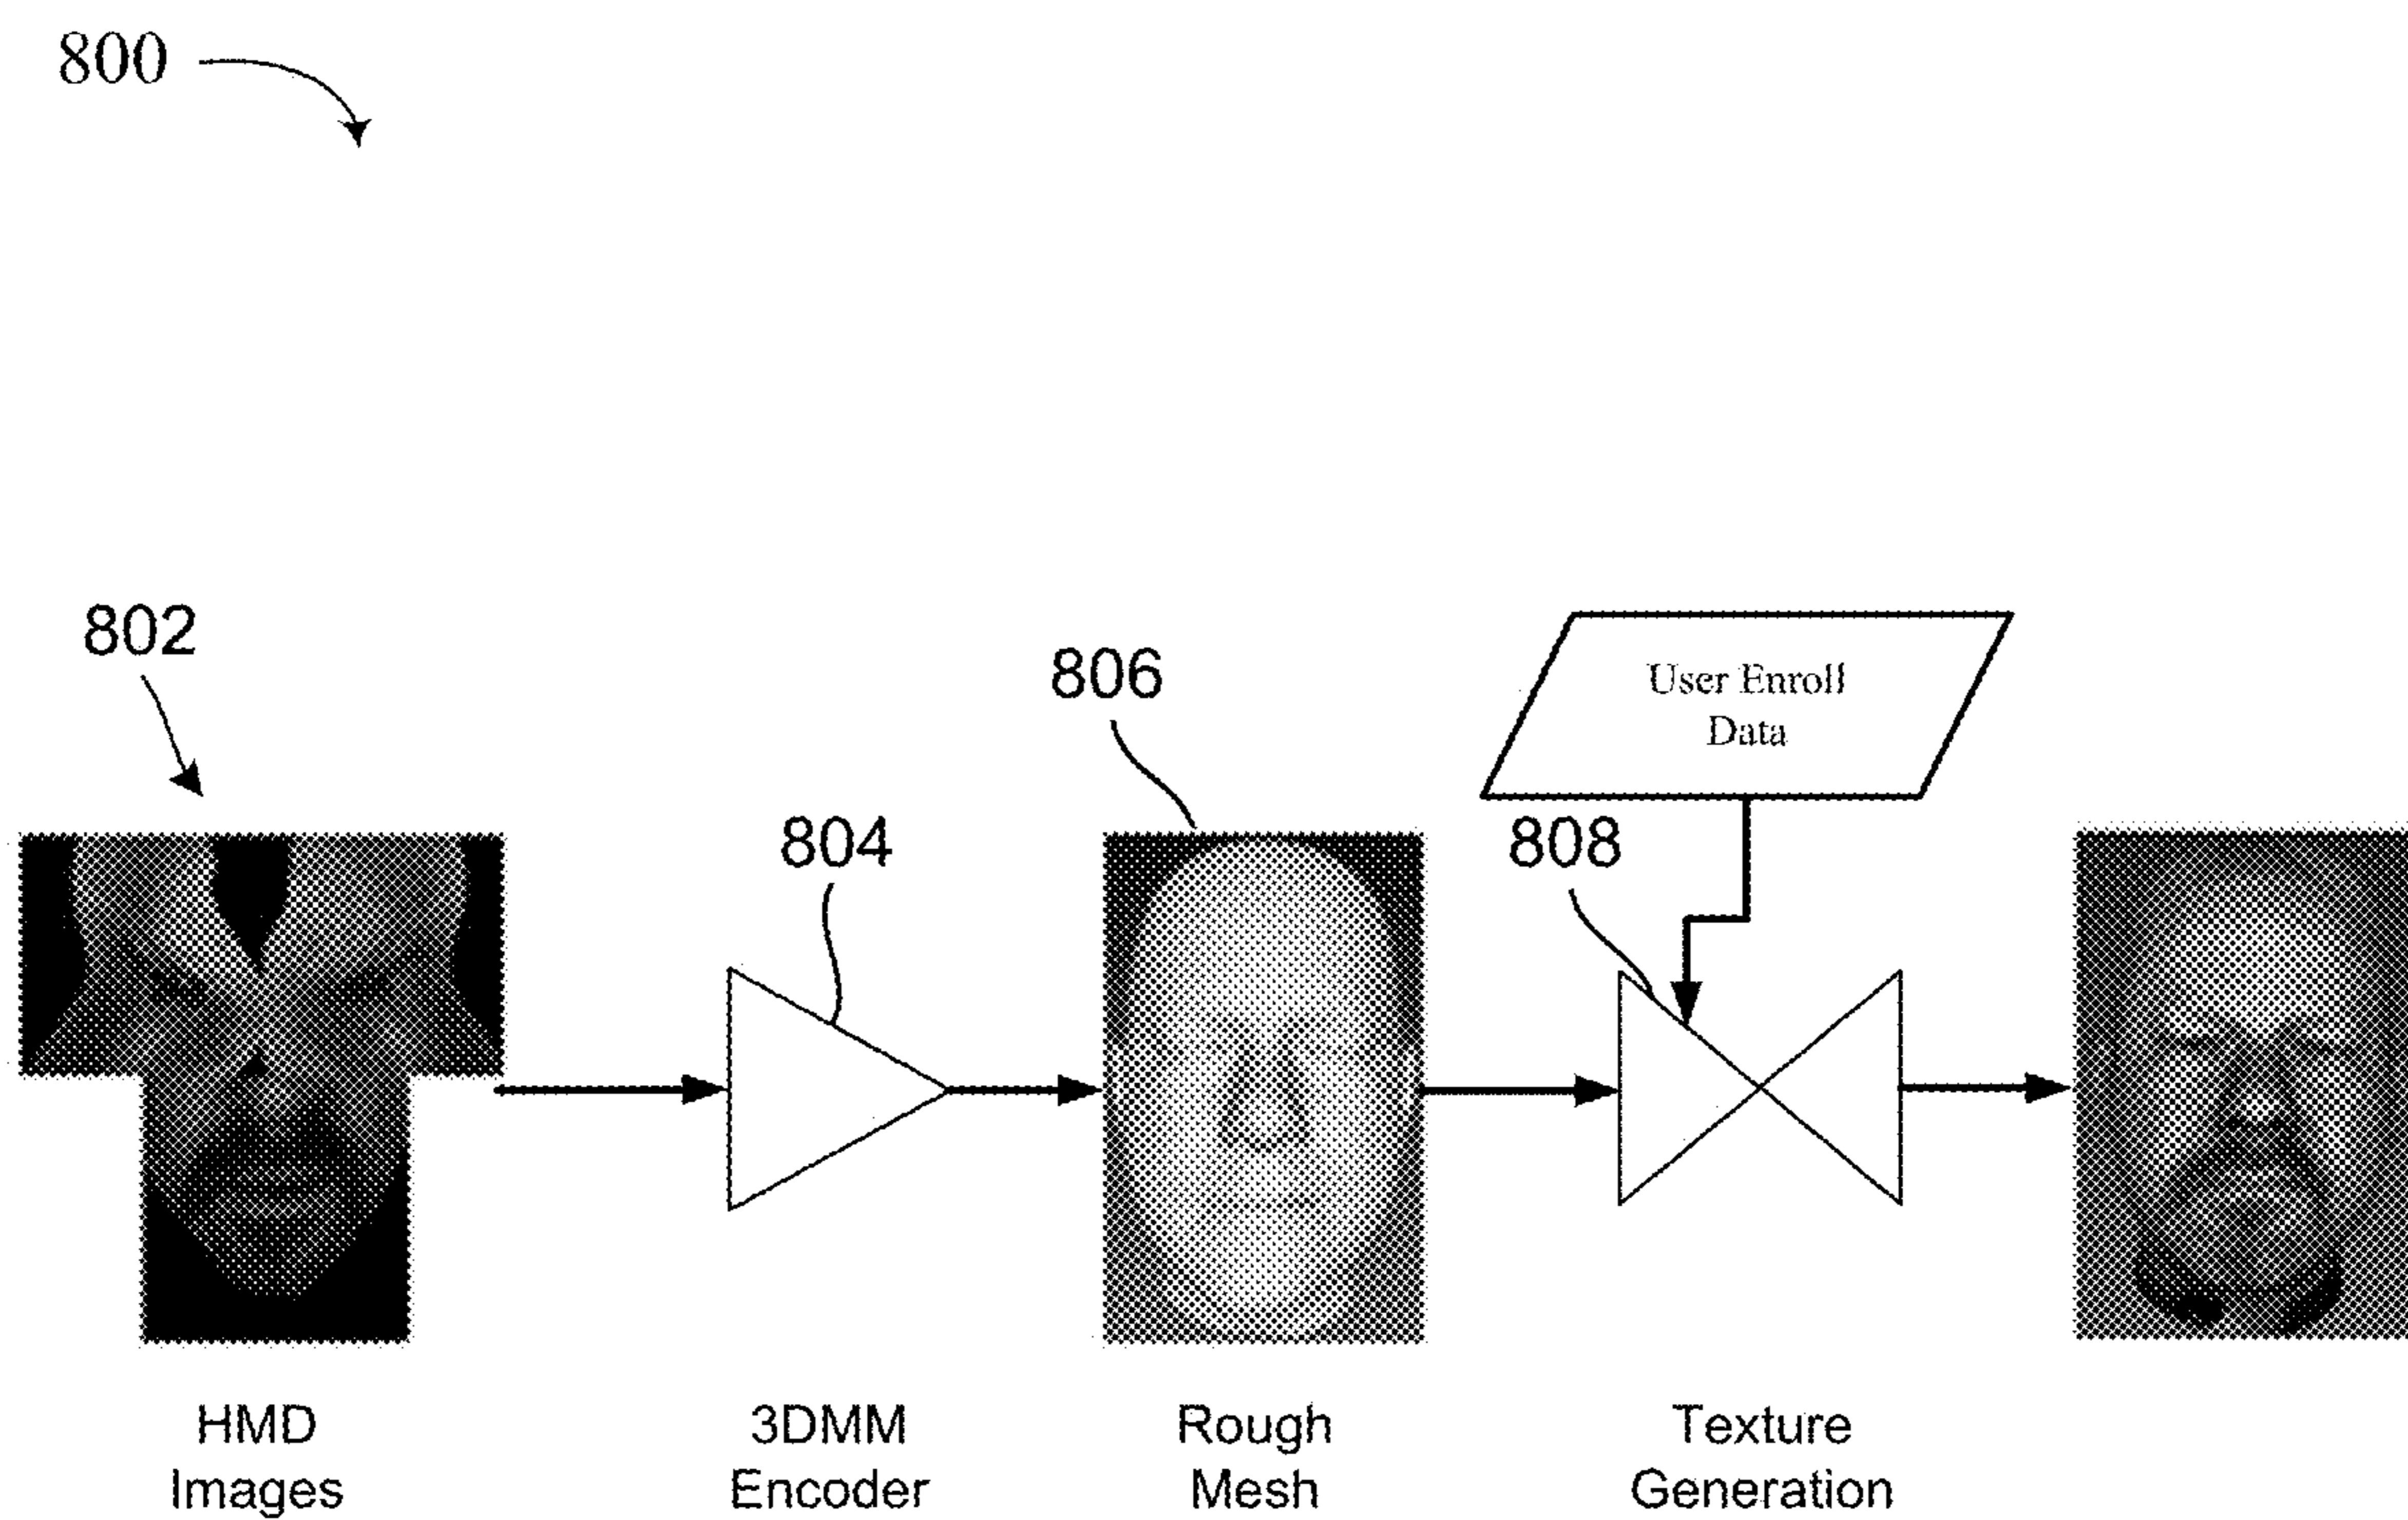 800
802
806
User Enroll
Data
804
808
HMD
Images
3DMM
Encoder
Rough
Mesh
Texture
Generation